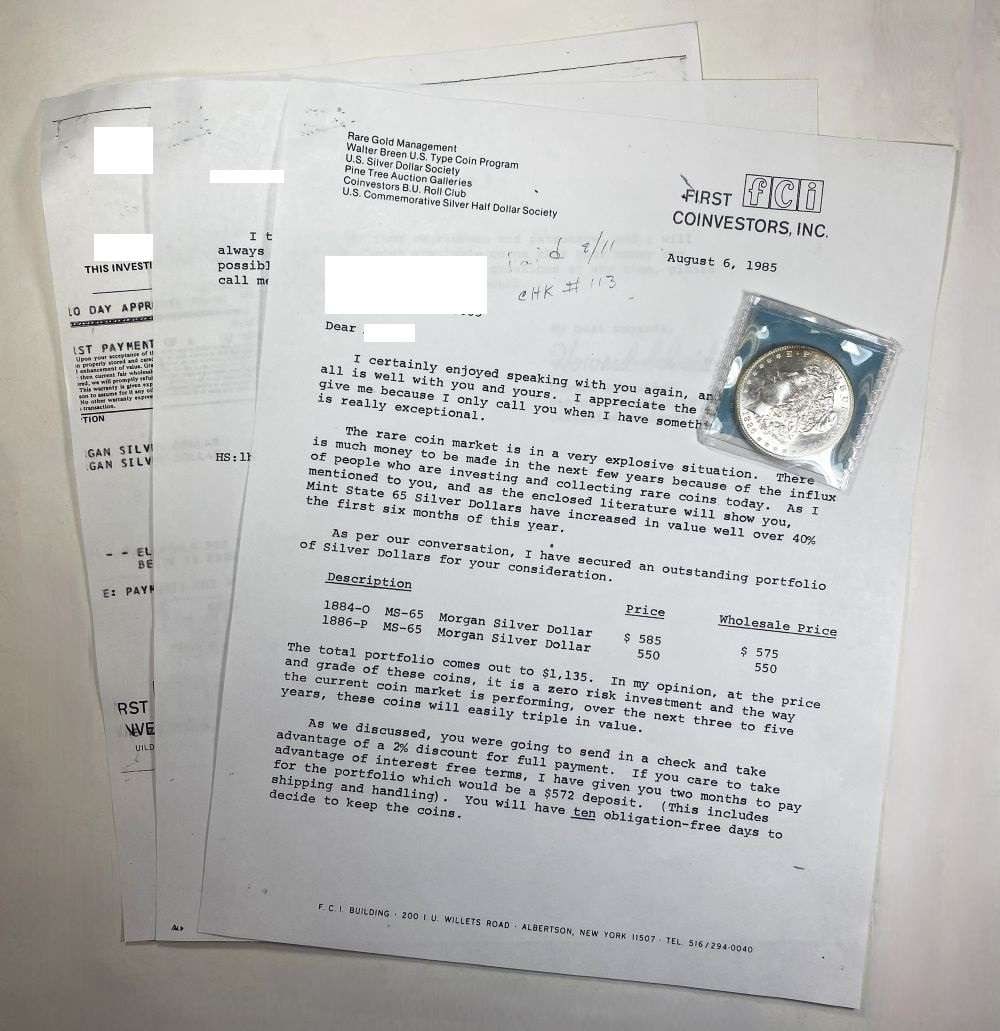 Rare Gold Management
Walter Breen U.S. Type Coin Program
U.S. Silver Dollar Society
Pine Tree Auction Galleries
Coinvestors B.U. Roll Club
U.S. Commemorative Silver Half Dollar Society
FIRST fci
COINVESTORS, INC.
August 6, 1985
8/11
CHK # 113
Dear
I certainly enjoyed speaking with you again, an
all is well with you and yours. I appreciate the
give me because I only call you when I have someth
is really exceptional.
The rare coin market is in a very explosive situation. There
is much money to be made in the next few years because of the influx
of people who are investing and collecting rare coins today. As I
mentioned to you, and as the enclosed literature will show you,
Mint State 65 Silver Dollars have increased in value well over 40%
the first six months of this year.
As per our conversation, I have secured an outstanding portfolio
of Silver Dollars for your consideration.
Description Price Wholesale Price
1884-O MS-65 Morgan Silver Dollar $ 585 $ 575
1886-P MS-65 Morgan Silver Dollar 550 550
The total portfolio comes out to $1,135. In my opinion, at the price
and grade of these coins, it is a zero risk investment and the way
the current coin market is performing, over the next three to five
years, these coins will easily triple in value.
As we discussed, you were going to send in a check and take
advantage of a 2% discount for full payment. If you care to take
advantage of interest free terms, I have given you two months to pay
for the portfolio which would be a $572 deposit. (This includes
shipping and handling). You will have ten obligation-free days to
decide to keep the coins.
F.C.I. BUILDING · 200 I.U. WILLETS ROAD · ALBERTSON, NEW YORK 11507 · TEL. 516/294-0040
I t
always
possibl
call me
HS:lh
THIS INVESTI
10 DAY APPR
1ST PAYMENT
Upon your acceptance of t
TION
GAN SILV
GAN SILV
- - EL
BE
E: PAYM
RST
NVE
UILD
1886